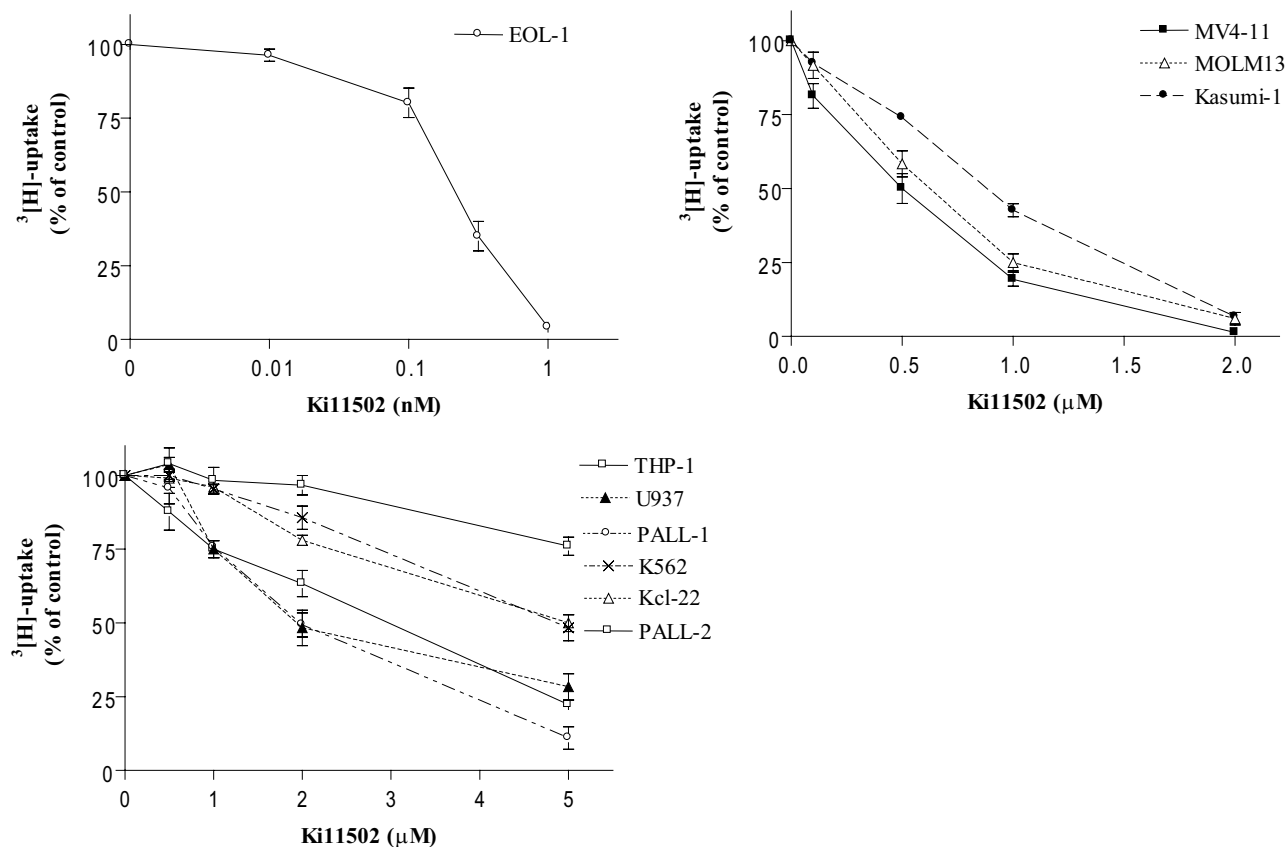 EOL-1
³[H]-uptake
(% of control)
100
75
50
25
0
0 0.01 0.1 1
Ki11502 (nM)
MV4-11
MOLM13
Kasumi-1
³[H]-uptake
(% of control)
100
75
50
25
0
0.0 0.5 1.0 1.5 2.0
Ki11502 (μM)
THP-1
U937
PALL-1
K562
Kcl-22
PALL-2
³[H]-uptake
(% of control)
100
75
50
25
0
0 1 2 3 4 5
Ki11502 (μM)